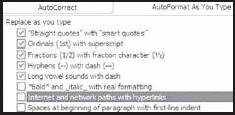 AutoCorrect AutoFormat As You Type
Replace as you type
"Straight quotes" with “smart quotes”
Ordinals (1st) with superscript
Fractions (1/2) with fraction character (½)
Hyphens (--) with dash (—)
Long vowel sounds with dash
*Bold* and _italic_ with real formatting
Internet and network paths with hyperlinks
Spaces at beginning of paragraph with first-line indent